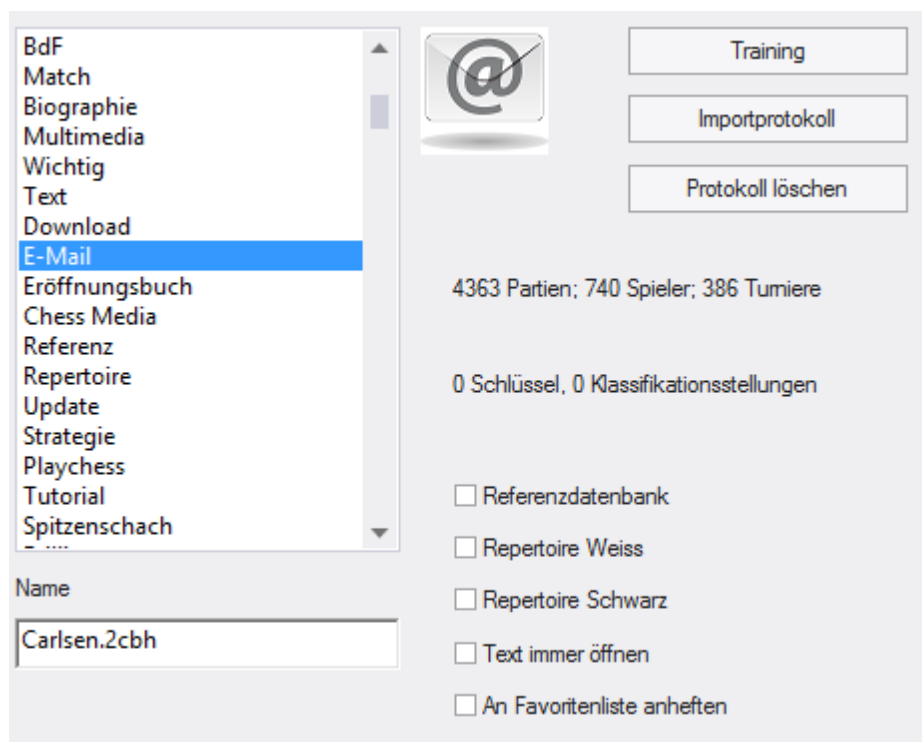 BdF
Match
Biographie
Multimedia
Wichtig
Text
Download
E-Mail
Eröffnungsbuch
Chess Media
Referenz
Repertoire
Update
Strategie
Playchess
Tutorial
Spitzenschach
Name
Carlsen.2cbh
@
Training
Importprotokoll
Protokoll löschen
4363 Partien; 740 Spieler; 386 Turniere
0 Schlüssel, 0 Klassifikationsstellungen
Referenzdatenbank
Repertoire Weiss
Repertoire Schwarz
Text immer öffnen
An Favoritenliste anheften